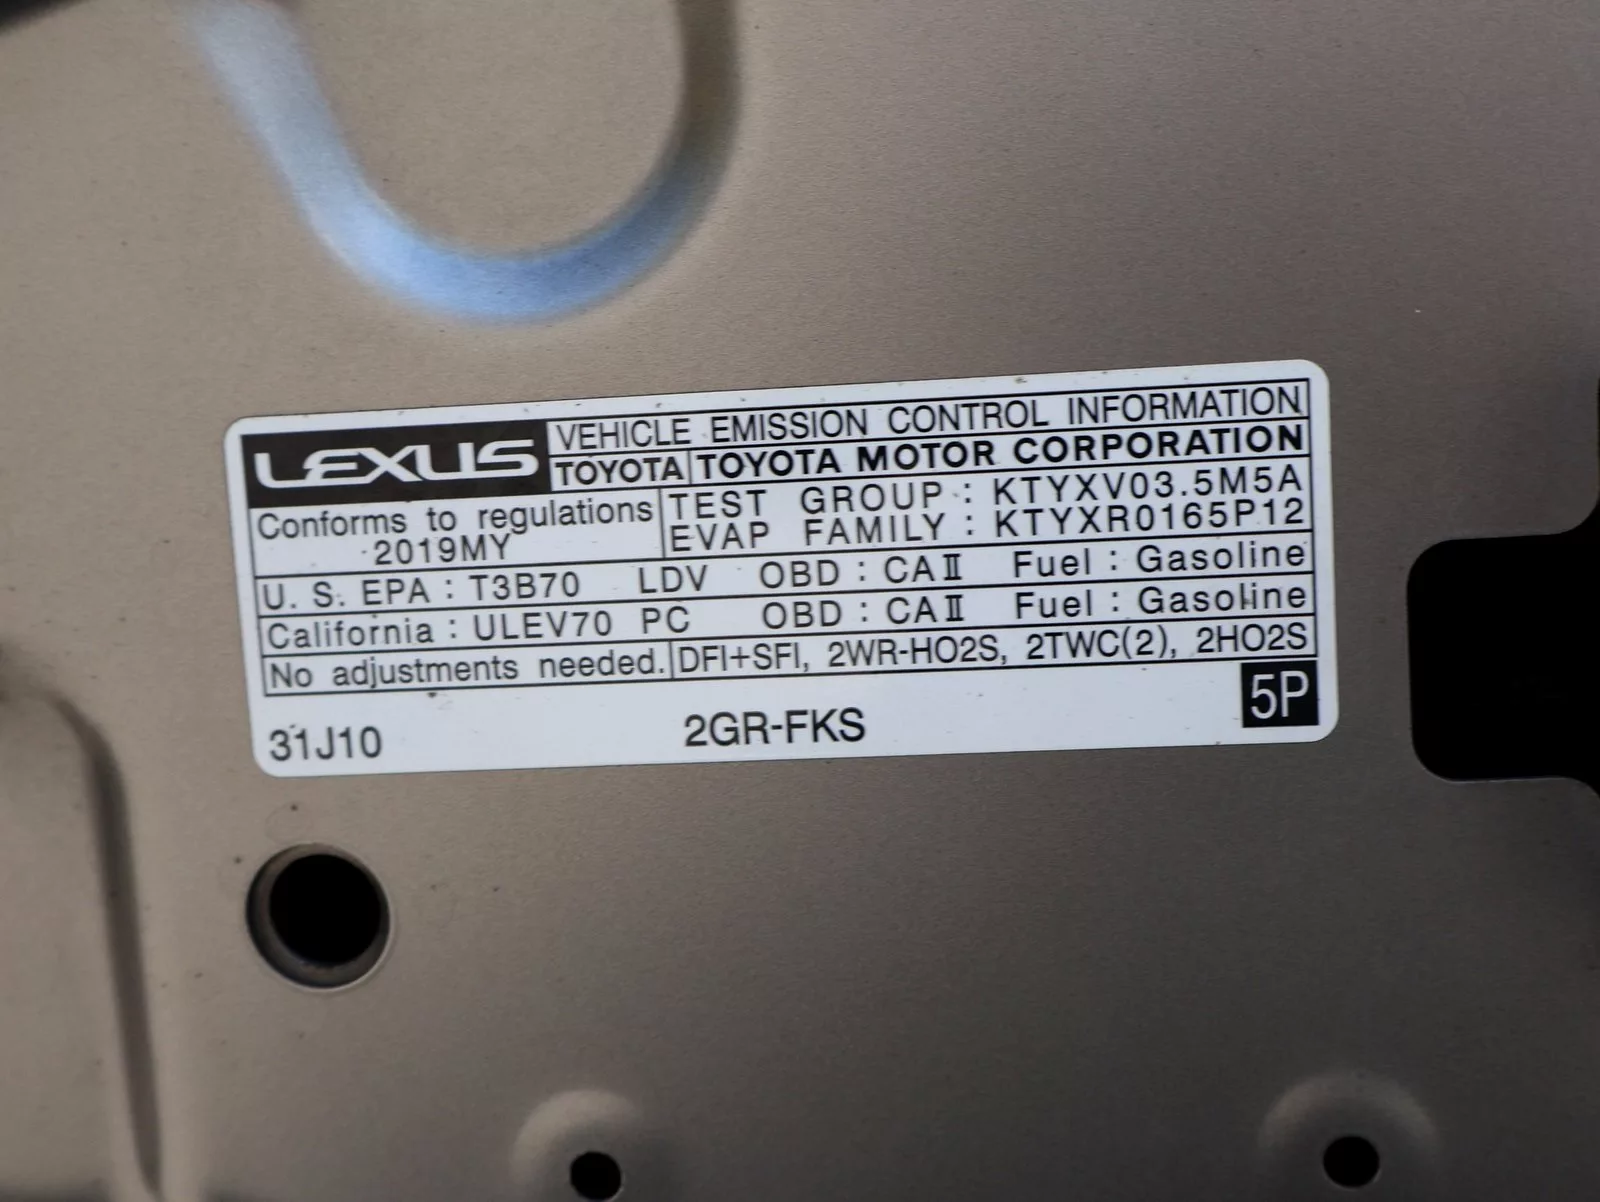 LEXUS
VEHICLE EMISSION CONTROL INFORMATION
TOYOTA TOYOTA MOTOR CORPORATION
Conforms to regulations
2019MY
TEST GROUP : KTYXV03.5M5A
EVAP FAMILY : KTYXR0165P12
U. S. EPA : T3B70 LDV OBD : CAⅡ Fuel : Gasoline
California : ULEV70 PC OBD : CAⅡ Fuel : Gasoline
No adjustments needed. DFI+SFI, 2WR-HO2S, 2TWC(2), 2HO2S
31J10 2GR-FKS 5P